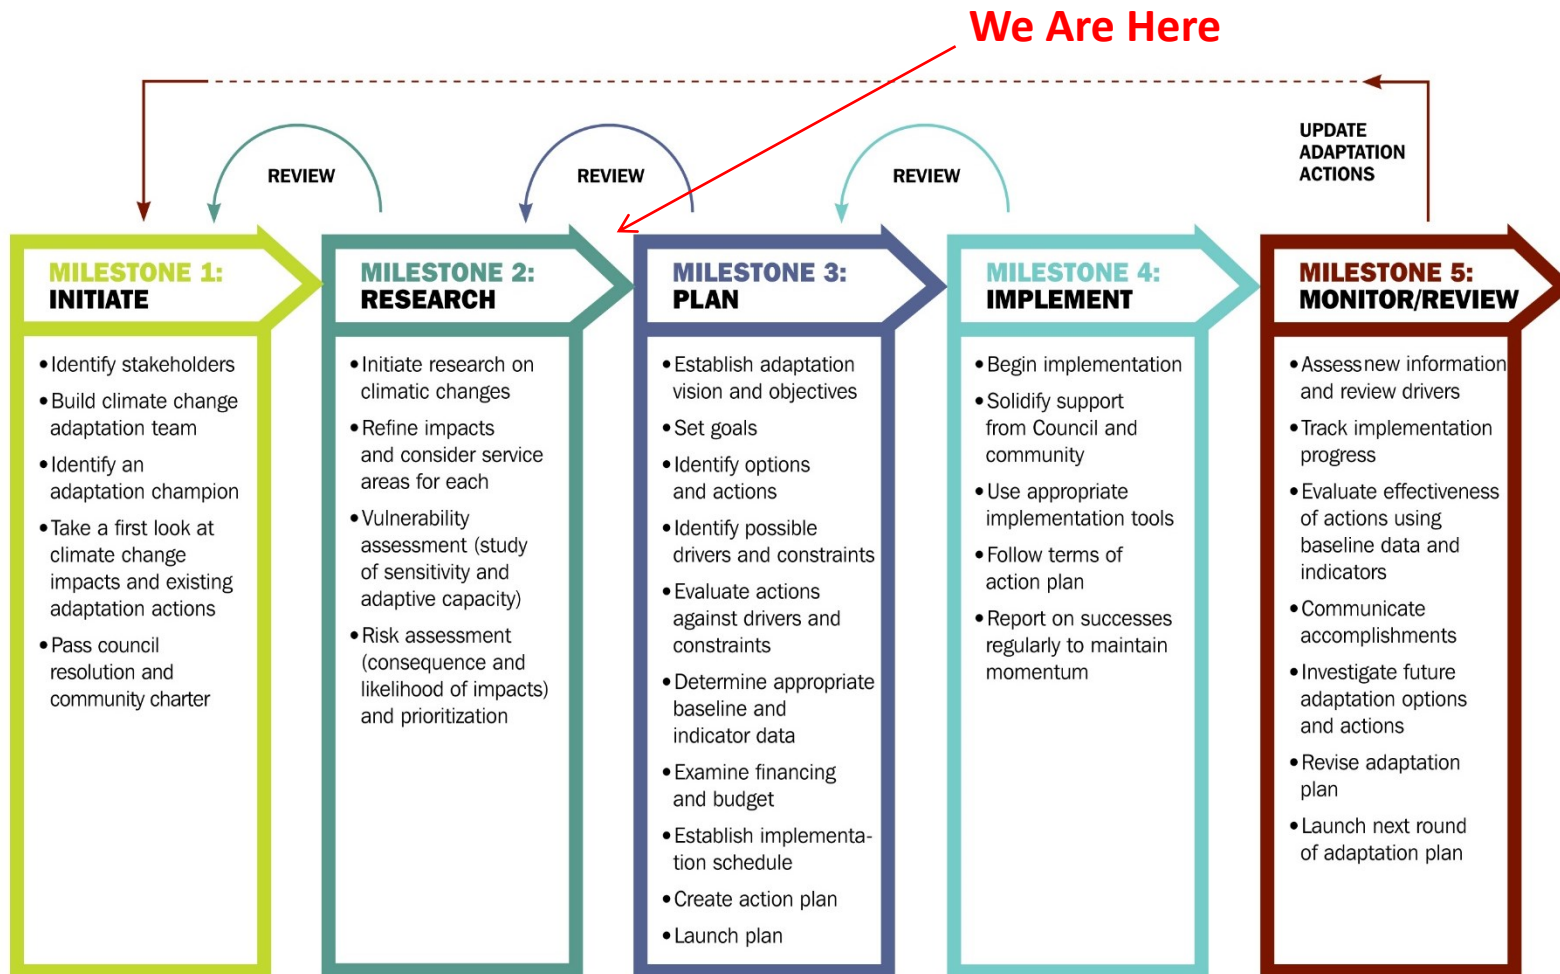 We Are Here
UPDATE
ADAPTATION
ACTIONS
REVIEW
REVIEW
REVIEW
MILESTONE 1:
INITIATE
• Identify stakeholders
• Build climate change
adaptation team
• Identify an
adaptation champion
• Take a first look at
climate change
impacts and existing
adaptation actions
• Pass council
resolution and
community charter
MILESTONE 2:
RESEARCH
• Initiate research on
climatic changes
• Refine impacts
and consider service
areas for each
• Vulnerability
assessment (study
of sensitivity and
adaptive capacity)
• Risk assessment
(consequence and
likelihood of impacts)
and prioritization
MILESTONE 3:
PLAN
• Establish adaptation
vision and objectives
• Set goals
• Identify options
and actions
• Identify possible
drivers and constraints
• Evaluate actions
against drivers and
constraints
• Determine appropriate
baseline and
indicator data
• Examine financing
and budget
• Establish implementa-
tion schedule
• Create action plan
• Launch plan
MILESTONE 4:
IMPLEMENT
• Begin implementation
• Solidify support
from Council and
community
• Use appropriate
implementation tools
• Follow terms of
action plan
• Report on successes
regularly to maintain
momentum
MILESTONE 5:
MONITOR/REVIEW
• Assess new information
and review drivers
• Track implementation
progress
• Evaluate effectiveness
of actions using
baseline data and
indicators
• Communicate
accomplishments
• Investigate future
adaptation options
and actions
• Revise adaptation
plan
• Launch next round
of adaptation plan